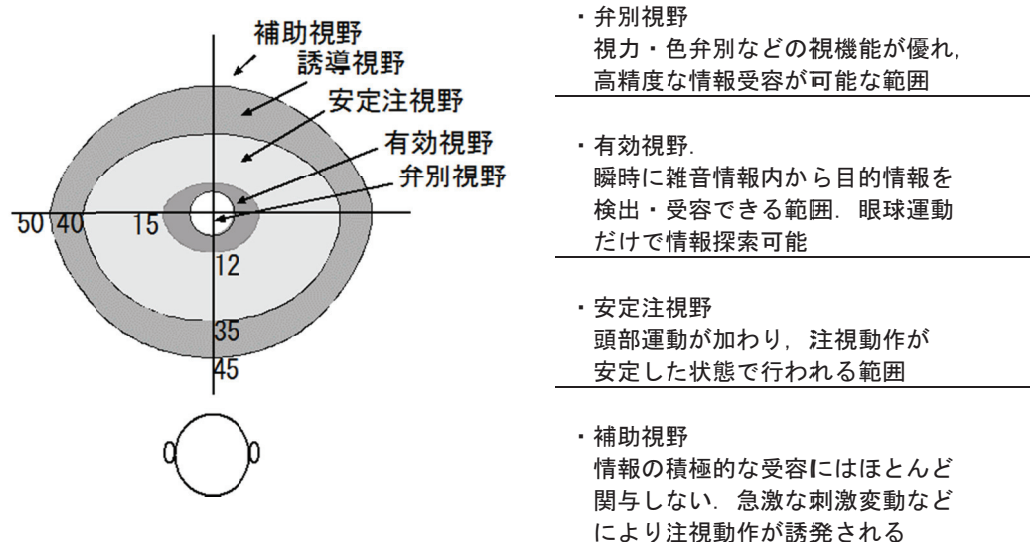 補助視野
誘導視野
安定注視野
有効視野
弁別視野
50 40 15
12
35
45
・弁別視野
視力・色弁別などの視機能が優れ,
高精度な情報受容が可能な範囲
・有効視野.
瞬時に雑音情報内から目的情報を
検出・受容できる範囲. 眼球運動
だけで情報探索可能
・安定注視野
頭部運動が加わり, 注視動作が
安定した状態で行われる範囲
・補助視野
情報の積極的な受容にはほとんど
関与しない. 急激な刺激変動など
により注視動作が誘発される